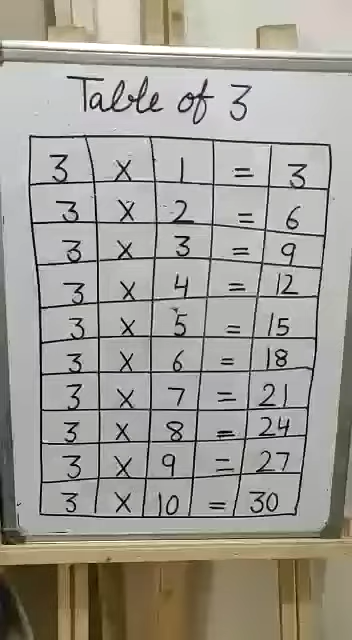 Table of 3
3 X 1 = 3
3 X 2 = 6
3 X 3 = 9
3 X 4 = 12
3 X 5 = 15
3 X 6 = 18
3 X 7 = 21
3 X 8 = 24
3 X 9 = 27
3 X 10 = 30